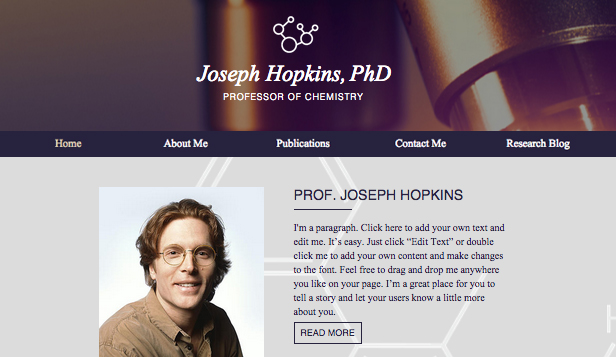 Joseph Hopkins, PhD
PROFESSOR OF CHEMISTRY
Home About Me Publications Contact Me Research Blog
PROF. JOSEPH HOPKINS
I'm a paragraph. Click here to add your own text and
edit me. It's easy. Just click “Edit Text” or double
click me to add your own content and make changes
to the font. Feel free to drag and drop me anywhere
you like on your page. I'm a great place for you to
tell a story and let your users know a little more
about you.
READ MORE